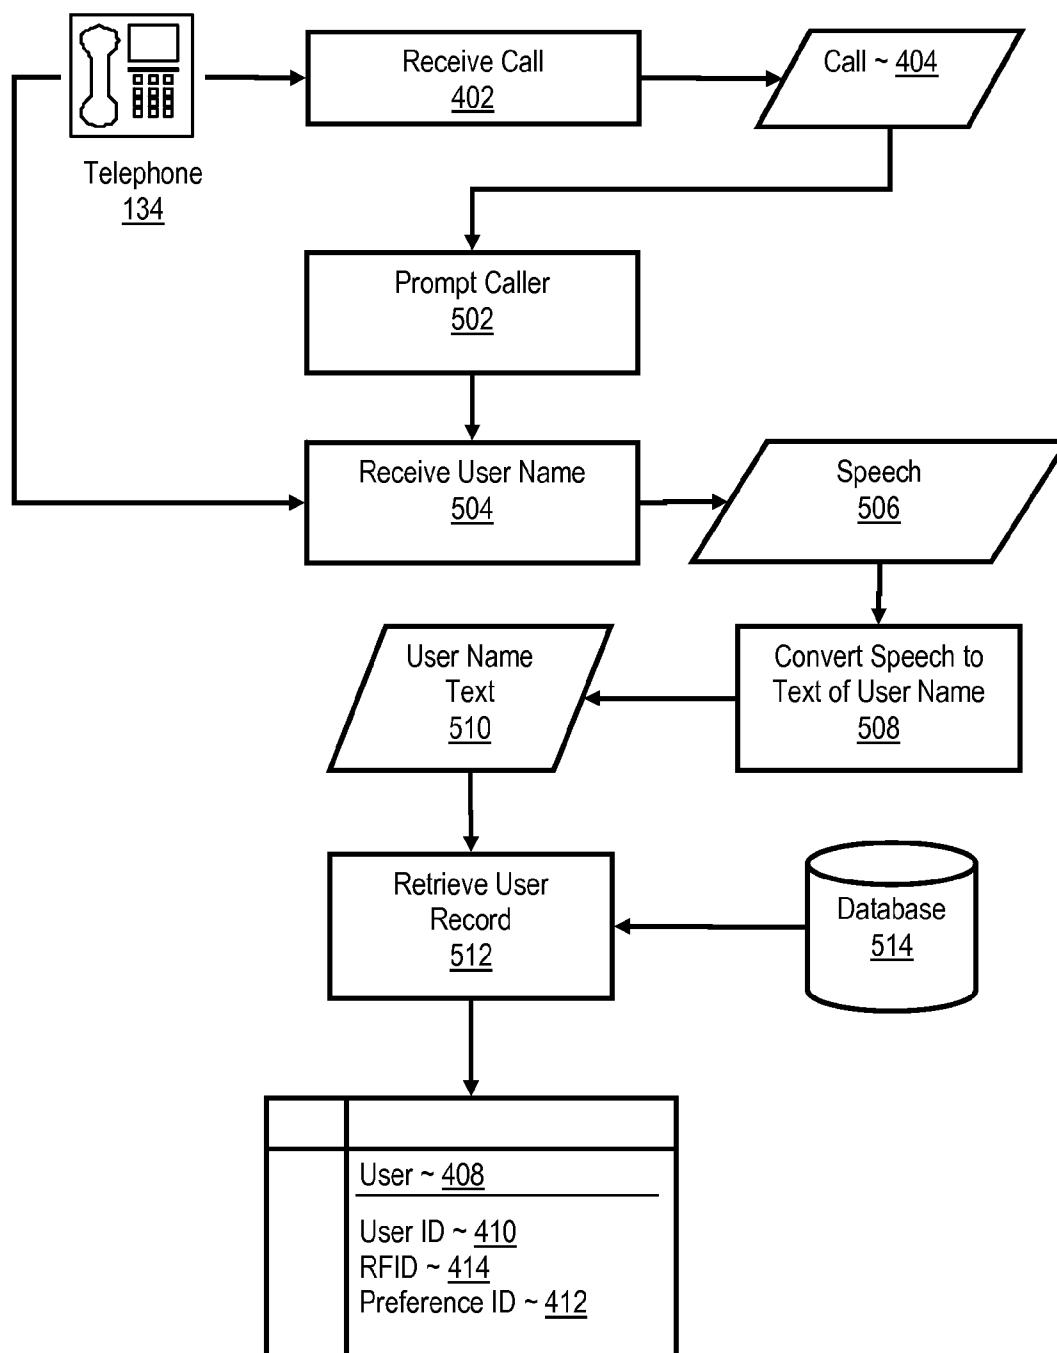 Receive Call
402
Call ~ 404
Telephone
134
Prompt Caller
502
Receive User Name
504
Speech
506
User Name
Text
510
Convert Speech to
Text of User Name
508
Retrieve User
Record
512
Database
514
User ~ 408
User ID ~ 410
RFID ~ 414
Preference ID ~ 412